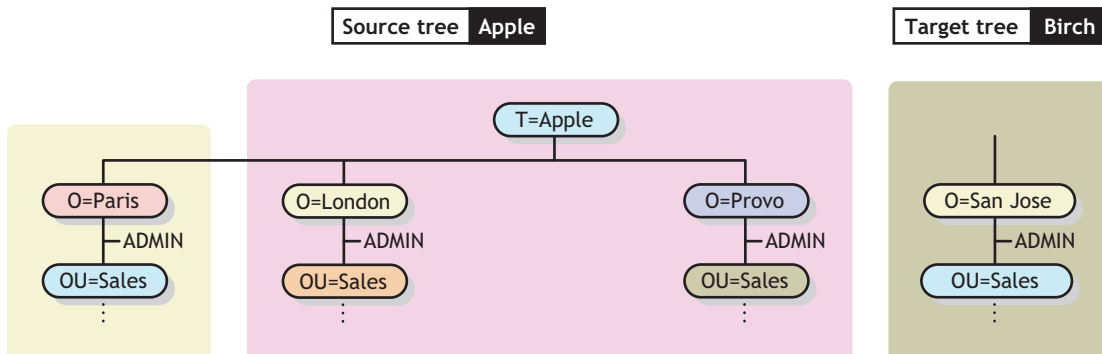 Source tree Apple
Target tree Birch
T=Apple
O=Paris
O=London
O=Provo
O=San Jose
ADMIN
ADMIN
ADMIN
ADMIN
OU=Sales
OU=Sales
OU=Sales
OU=Sales